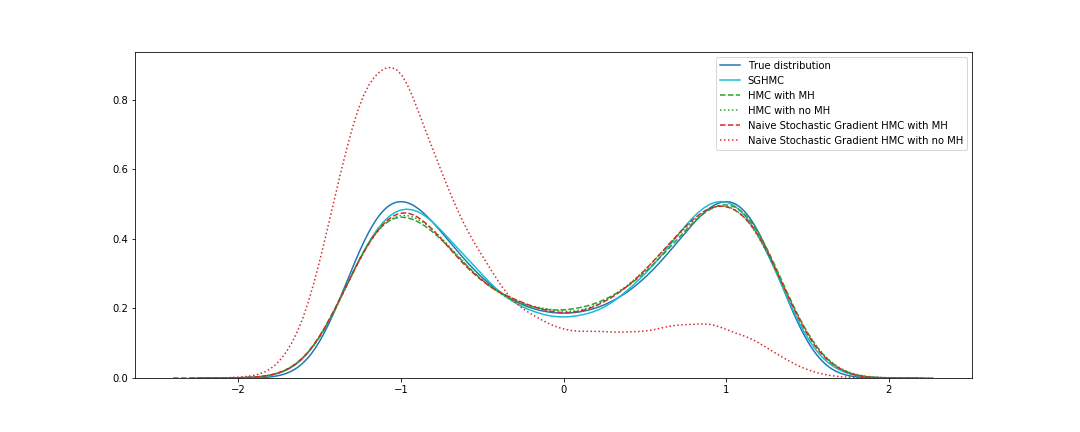 True distribution
SGHMC
HMC with MH
HMC with no MH
Naive Stochastic Gradient HMC with MH
Naive Stochastic Gradient HMC with no MH
0.8
0.6
0.4
0.2
0.0
−2
−1
0
1
2